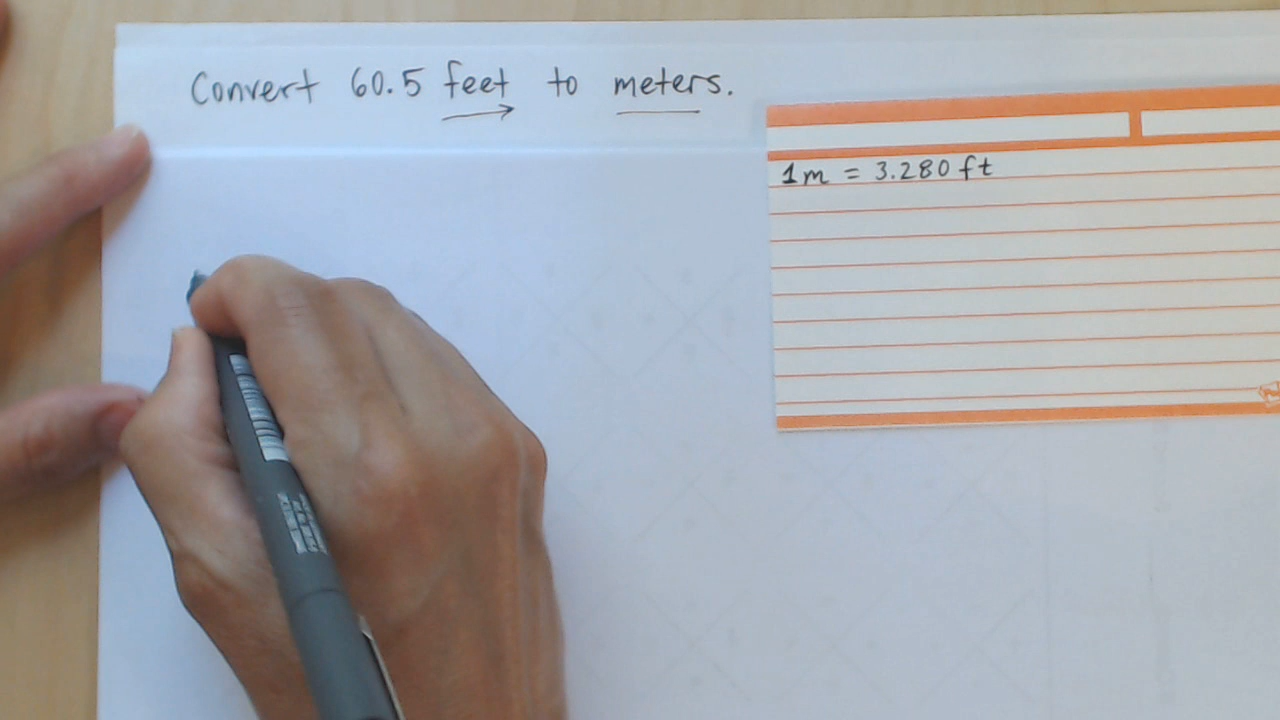 Convert 60.5 feet to meters.
1m = 3.280 ft